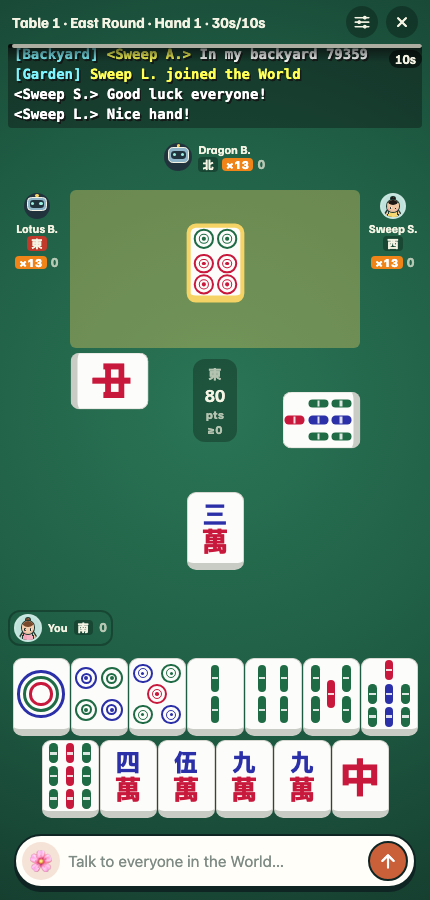 Table 1 · East Round · Hand 1 · 30s/10s
[Backyard] <Sweep A.> In my backyard 79359
10s
[Garden] Sweep L. joined the World
<Sweep S.> Good luck everyone!
<Sweep L.> Nice hand!
Dragon B.
北 ×13 0
Lotus B.
東
×13 0
Sweep S.
西
×13 0
中
東
80
pts
≥0
三
萬
You 南 0
四 伍 九 九 中
萬 萬 萬 萬
Talk to everyone in the World...